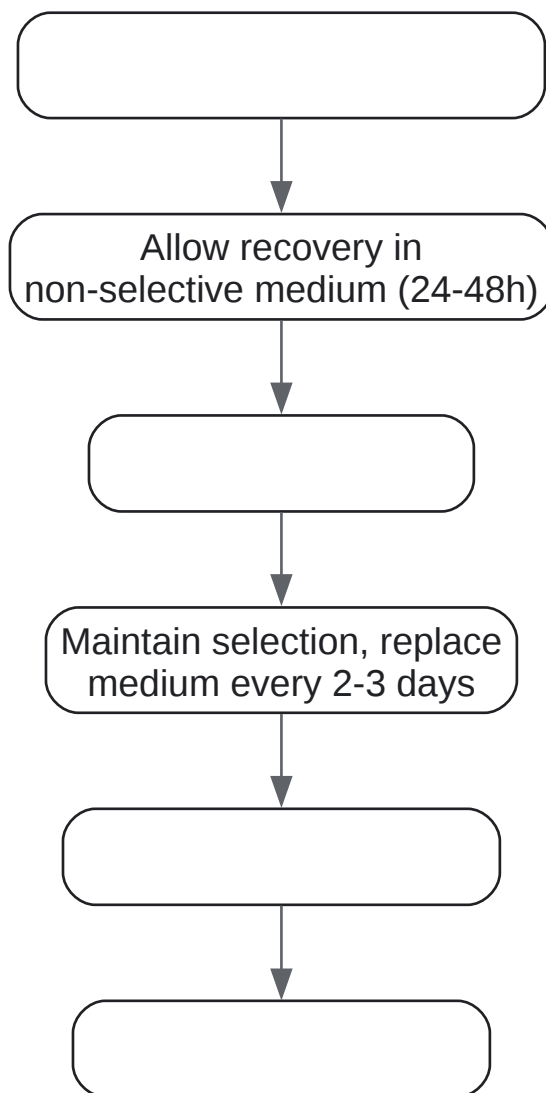 Allow recovery in
non-selective medium (24-48h)
Maintain selection, replace
medium every 2-3 days